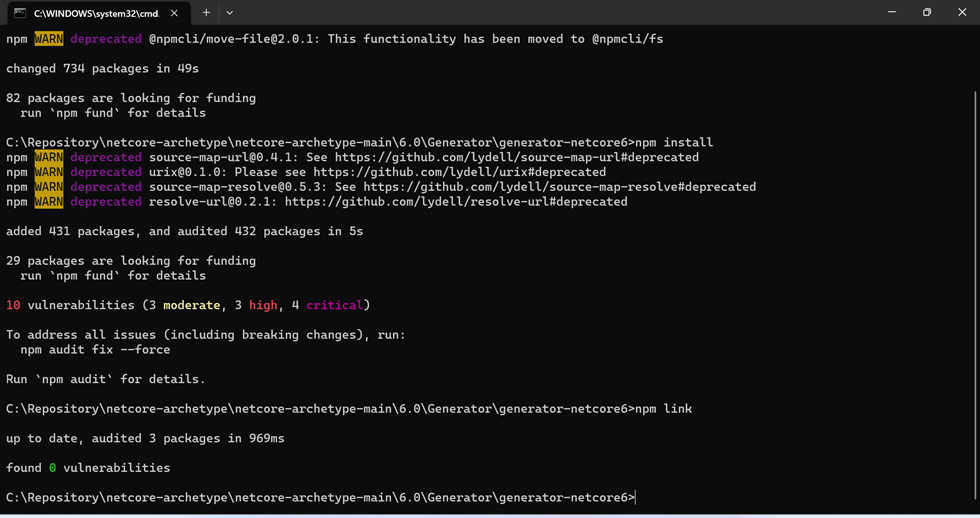 C:\WINDOWS\system32\cmd.
npm WARN deprecated @npmcli/move-file@2.0.1: This functionality has been moved to @npmcli/fs
changed 734 packages in 49s
82 packages are looking for funding
  run `npm fund` for details
C:\Repository\netcore-archetype\netcore-archetype-main\6.0\Generator\generator-netcore6>npm install
npm WARN deprecated source-map-url@0.4.1: See https://github.com/lydell/source-map-url#deprecated
npm WARN deprecated urix@0.1.0: Please see https://github.com/lydell/urix#deprecated
npm WARN deprecated source-map-resolve@0.5.3: See https://github.com/lydell/source-map-resolve#deprecated
npm WARN deprecated resolve-url@0.2.1: https://github.com/lydell/resolve-url#deprecated
added 431 packages, and audited 432 packages in 5s
29 packages are looking for funding
  run `npm fund` for details
10 vulnerabilities (3 moderate, 3 high, 4 critical)
To address all issues (including breaking changes), run:
  npm audit fix --force
Run `npm audit` for details.
C:\Repository\netcore-archetype\netcore-archetype-main\6.0\Generator\generator-netcore6>npm link
up to date, audited 3 packages in 969ms
found 0 vulnerabilities
C:\Repository\netcore-archetype\netcore-archetype-main\6.0\Generator\generator-netcore6>